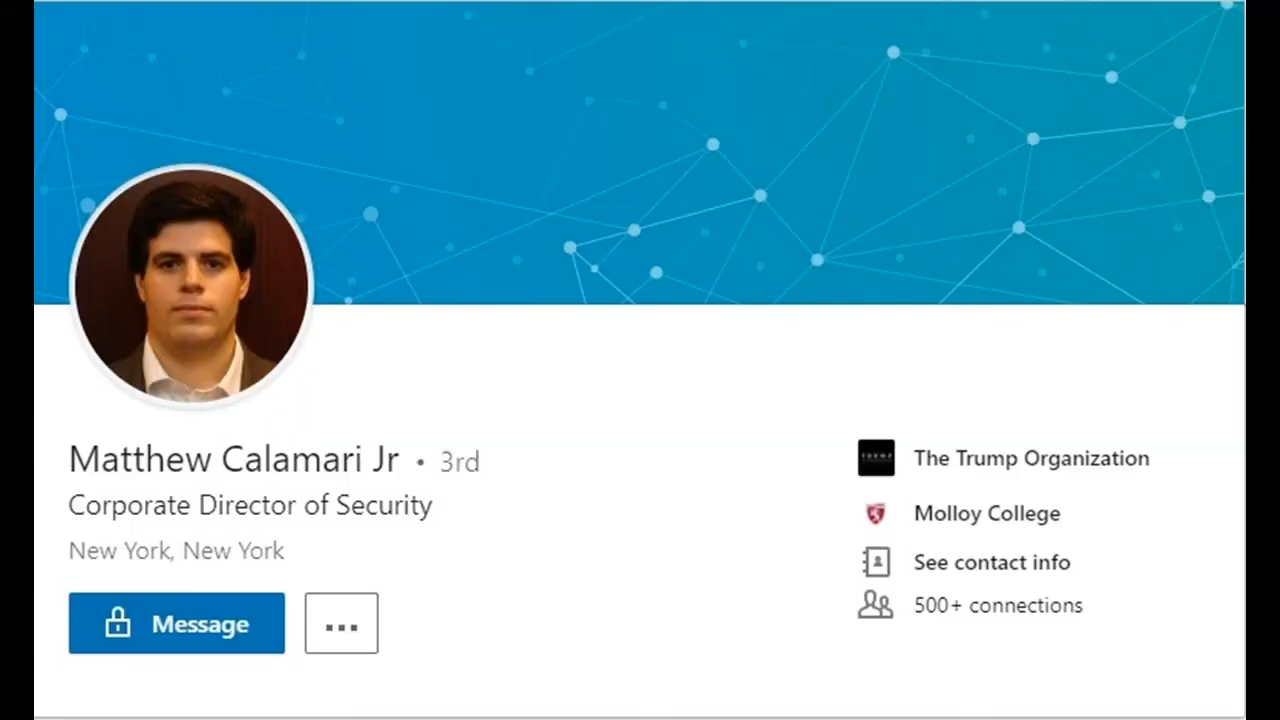 Matthew Calamari Jr • 3rd
Corporate Director of Security
New York, New York
Message
...
TRUMP
The Trump Organization
Molloy College
See contact info
500+ connections